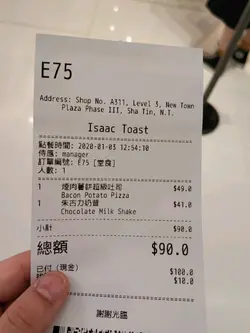 E75
Address: Shop No. A311, Level 3, New Town
Plaza Phase III, Sha Tin, N.T.
Isaac Toast
點餐時間: 2020-01-03 12:54:10
侍應: manager
訂單編號: E75 [堂食]
人數: 1
1 煙肉薯餅超級吐司 $49.0
Bacon Potato Pizza
1 朱古力奶昔 $41.0
Chocolate Milk Shake
小計 $90.0
總額 $90.0
已付 (現金) $100.0
$10.0
謝謝光臨